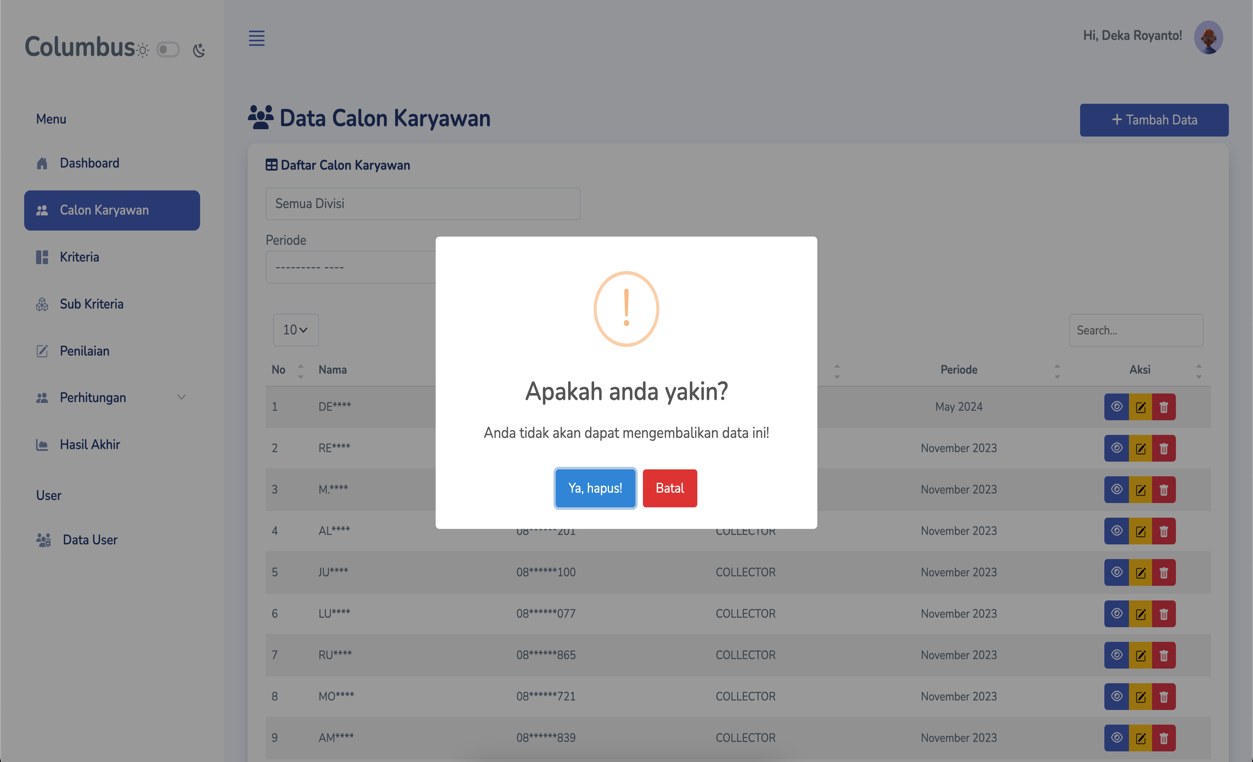 Columbus
Hi, Deka Royanto!
Menu
Dashboard
Calon Karyawan
Kriteria
Sub Kriteria
Penilaian
Perhitungan
Hasil Akhir
User
Data User
Data Calon Karyawan
+ Tambah Data
Daftar Calon Karyawan
Semua Divisi
Periode
--------- ----
10
Search...
No Nama Periode Aksi
1 DE**** May 2024
2 RE**** November 2023
3 M.**** November 2023
4 AL**** 08******201 COLLECTOR November 2023
5 JU**** 08******100 COLLECTOR November 2023
6 LU**** 08******077 COLLECTOR November 2023
7 RU**** 08******865 COLLECTOR November 2023
8 MO**** 08******721 COLLECTOR November 2023
9 AM**** 08******839 COLLECTOR November 2023
!
Apakah anda yakin?
Anda tidak akan dapat mengembalikan data ini!
Ya, hapus! Batal